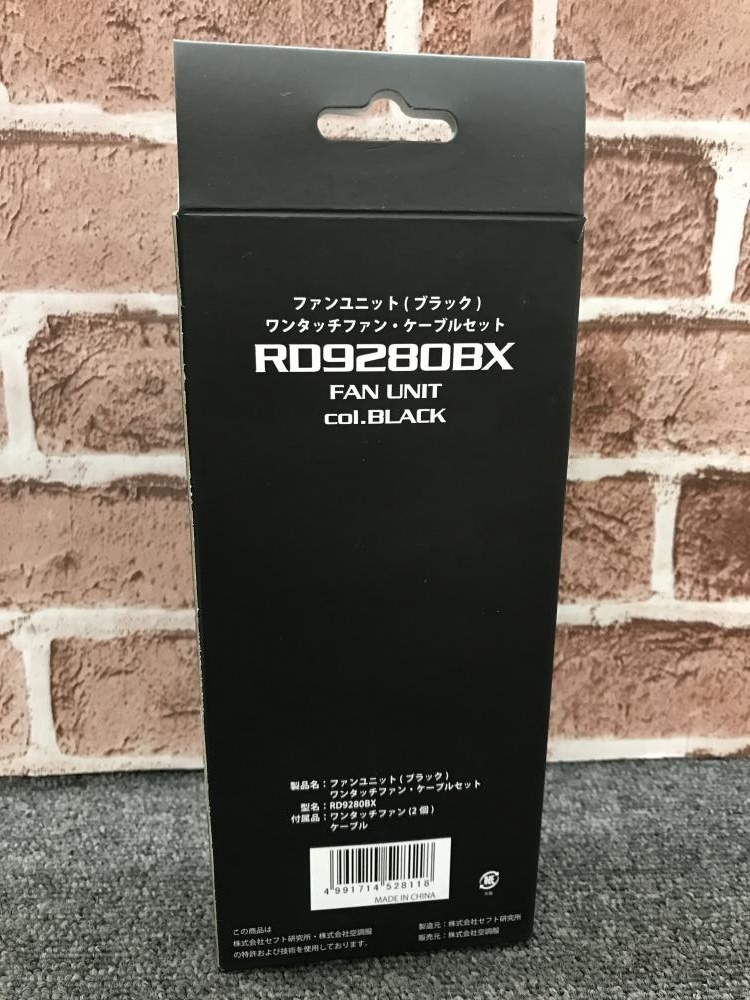 ファンユニット(ブラック)
ワンタッチファン・ケーブルセット
RD9280BX
FAN UNIT
col.BLACK
製品名：ファンユニット(ブラック)
ワンタッチファン・ケーブルセット
型名：RD9280BX
付属品：ワンタッチファン(2個)
ケーブル
4 991714 528118
MADE IN CHINA
この商品は
株式会社セフト研究所・株式会社空調服
の特許および技術を使用しております。
製造元：株式会社セフト研究所
販売元：株式会社空調服